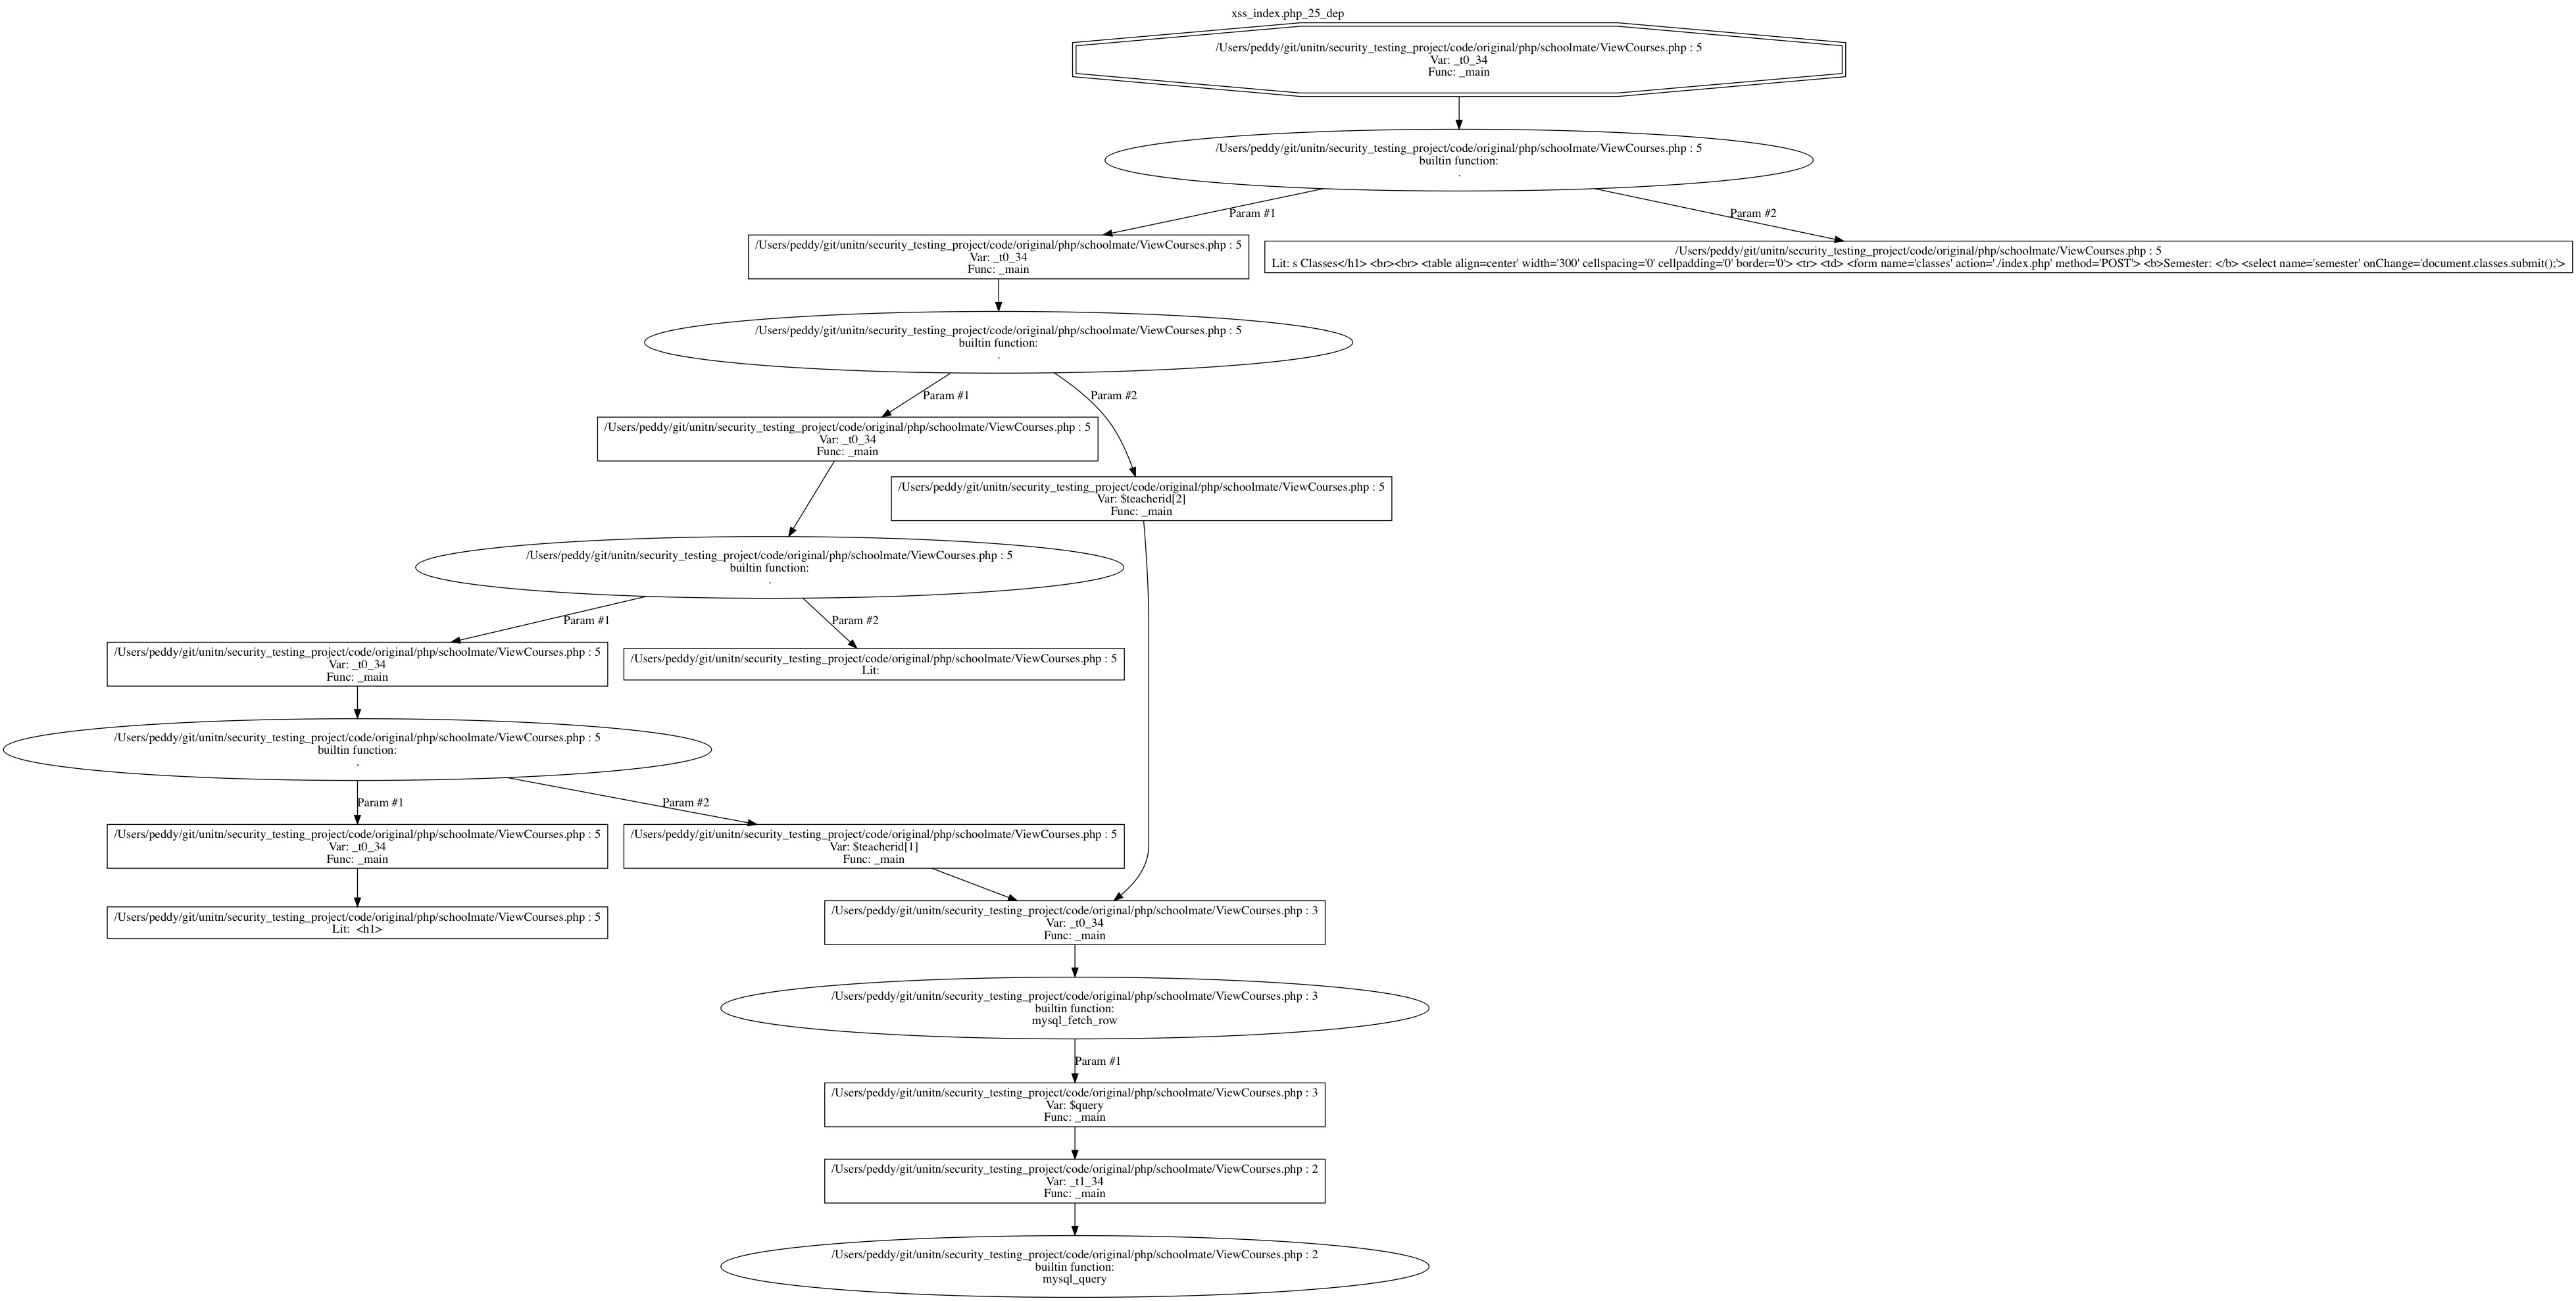 xss_index.php_25_dep
/Users/peddy/git/unitn/security_testing_project/code/original/php/schoolmate/ViewCourses.php : 5
Var: _t0_34
Func: _main
/Users/peddy/git/unitn/security_testing_project/code/original/php/schoolmate/ViewCourses.php : 5
builtin function:
.
Param #1
Param #2
/Users/peddy/git/unitn/security_testing_project/code/original/php/schoolmate/ViewCourses.php : 5
Var: _t0_34
Func: _main
/Users/peddy/git/unitn/security_testing_project/code/original/php/schoolmate/ViewCourses.php : 5
Lit: s Classes</h1> <br><br> <table align=center' width='300' cellspacing='0' cellpadding='0' border='0'> <tr> <td> <form name='classes' action='./index.php' method='POST'> <b>Semester: </b> <select name='semester' onChange='document.classes.submit();'>
/Users/peddy/git/unitn/security_testing_project/code/original/php/schoolmate/ViewCourses.php : 5
builtin function:
.
Param #1
Param #2
/Users/peddy/git/unitn/security_testing_project/code/original/php/schoolmate/ViewCourses.php : 5
Var: _t0_34
Func: _main
/Users/peddy/git/unitn/security_testing_project/code/original/php/schoolmate/ViewCourses.php : 5
Var: $teacherid[2]
Func: _main
/Users/peddy/git/unitn/security_testing_project/code/original/php/schoolmate/ViewCourses.php : 5
builtin function:
.
Param #1
Param #2
/Users/peddy/git/unitn/security_testing_project/code/original/php/schoolmate/ViewCourses.php : 5
Var: _t0_34
Func: _main
/Users/peddy/git/unitn/security_testing_project/code/original/php/schoolmate/ViewCourses.php : 5
Lit:
/Users/peddy/git/unitn/security_testing_project/code/original/php/schoolmate/ViewCourses.php : 5
builtin function:
.
Param #1
Param #2
/Users/peddy/git/unitn/security_testing_project/code/original/php/schoolmate/ViewCourses.php : 5
Var: _t0_34
Func: _main
/Users/peddy/git/unitn/security_testing_project/code/original/php/schoolmate/ViewCourses.php : 5
Var: $teacherid[1]
Func: _main
/Users/peddy/git/unitn/security_testing_project/code/original/php/schoolmate/ViewCourses.php : 5
Lit: <h1>
/Users/peddy/git/unitn/security_testing_project/code/original/php/schoolmate/ViewCourses.php : 3
Var: _t0_34
Func: _main
/Users/peddy/git/unitn/security_testing_project/code/original/php/schoolmate/ViewCourses.php : 3
builtin function:
mysql_fetch_row
Param #1
/Users/peddy/git/unitn/security_testing_project/code/original/php/schoolmate/ViewCourses.php : 3
Var: $query
Func: _main
/Users/peddy/git/unitn/security_testing_project/code/original/php/schoolmate/ViewCourses.php : 2
Var: _t1_34
Func: _main
/Users/peddy/git/unitn/security_testing_project/code/original/php/schoolmate/ViewCourses.php : 2
builtin function:
mysql_query